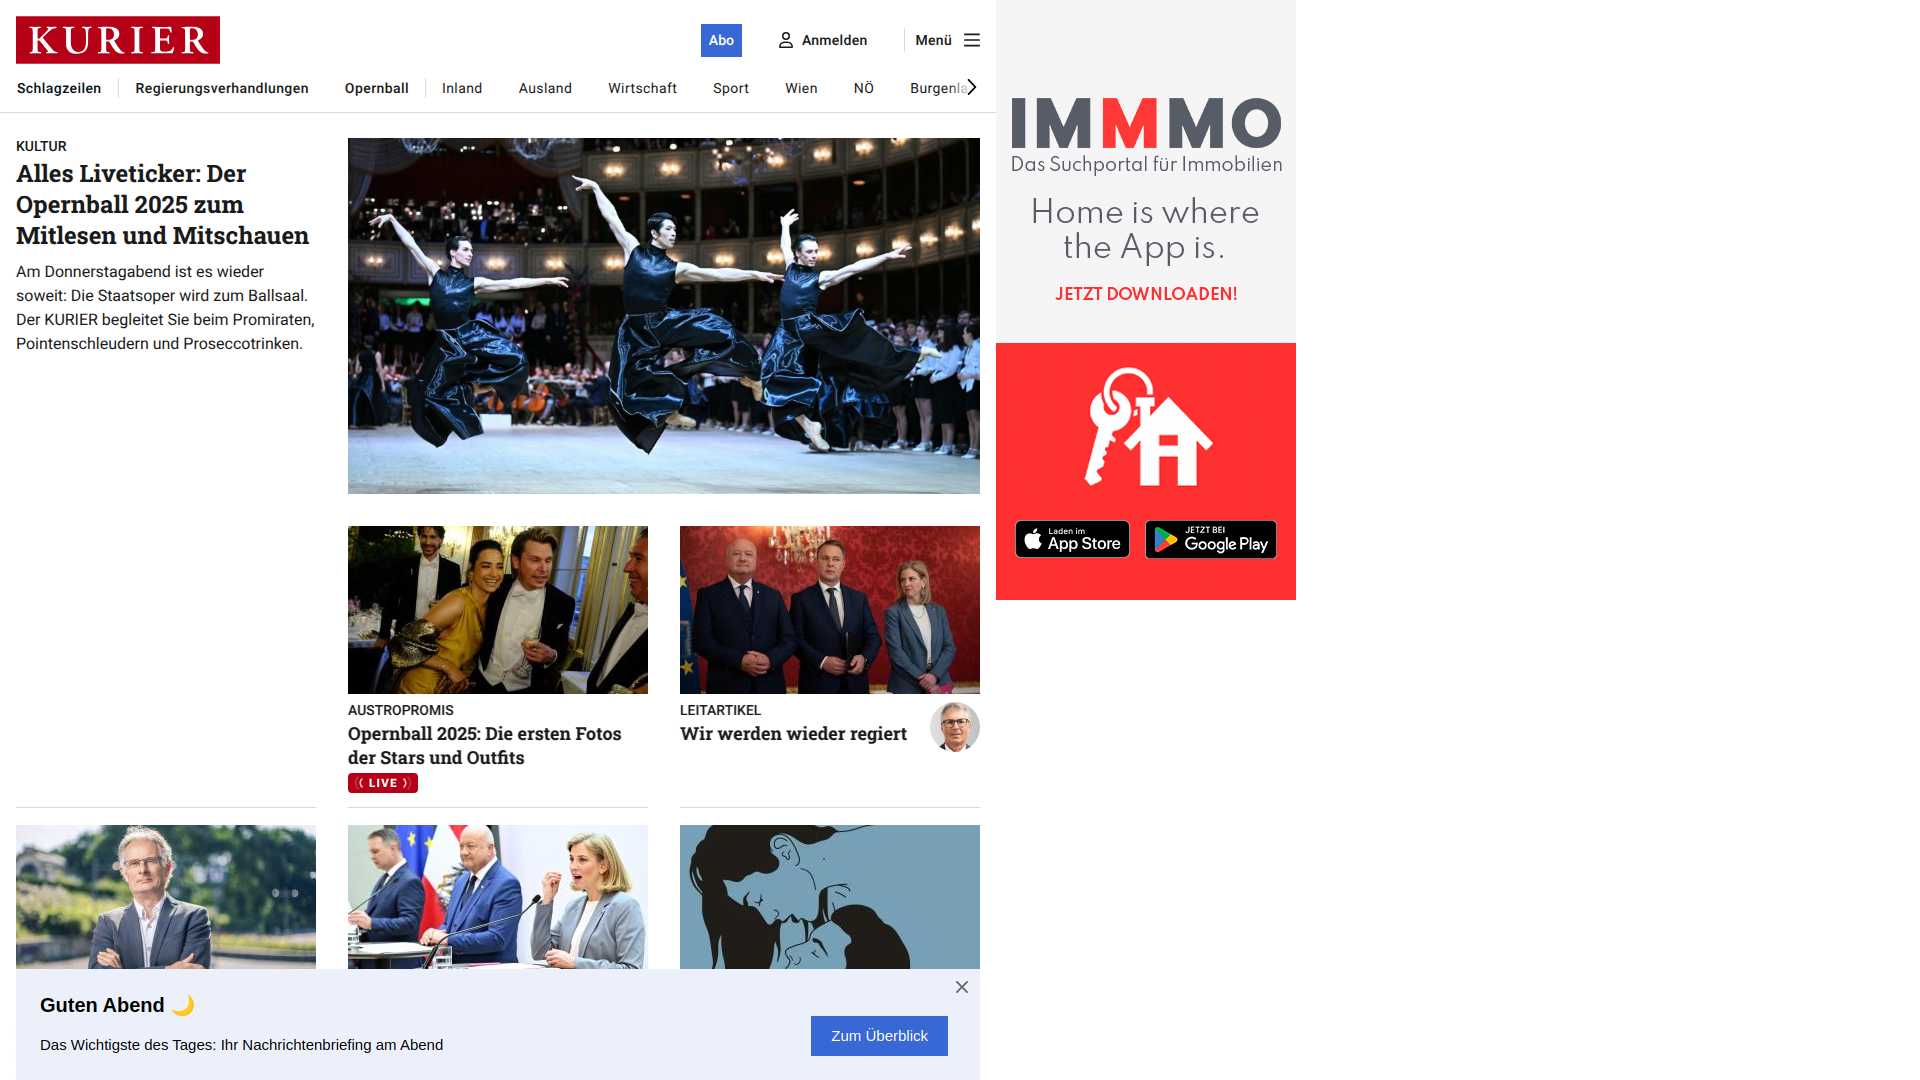 KURIER
Abo
Anmelden
Menü
Schlagzeilen
Regierungsverhandlungen
Opernball
Inland
Ausland
Wirtschaft
Sport
Wien
NÖ
KULTUR
Alles Liveticker: Der
Opernball 2025 zum
Mitlesen und Mitschauen
Am Donnerstagabend ist es wieder
soweit: Die Staatsoper wird zum Ballsaal.
Der KURIER begleitet Sie beim Promiraten,
Pointenschleudern und Proseccotrinken.
AUSTROPROMIS
Opernball 2025: Die ersten Fotos
der Stars und Outfits
LIVE
LEITARTIKEL
Wir werden wieder regiert
Guten Abend
Das Wichtigste des Tages: Ihr Nachrichtenbriefing am Abend
Zum Überblick
IMMMO
Das Suchportal für Immobilien
Home is where
the App is.
JETZT DOWNLOADEN!
Laden im
App Store
JETZT BEI
Google Play